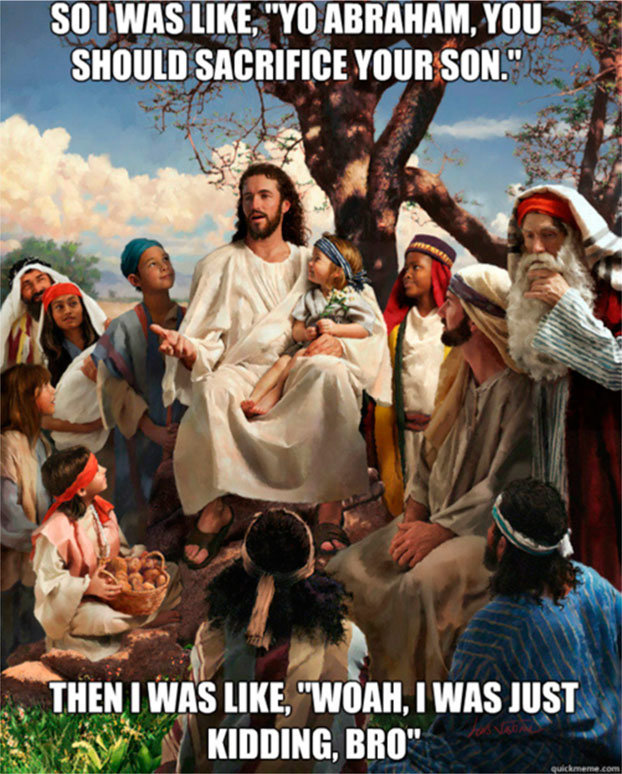 SO I WAS LIKE, "YO ABRAHAM, YOU
SHOULD SACRIFICE YOUR SON."
THEN I WAS LIKE, "WOAH, I WAS JUST
KIDDING, BRO"
quickmeme.com